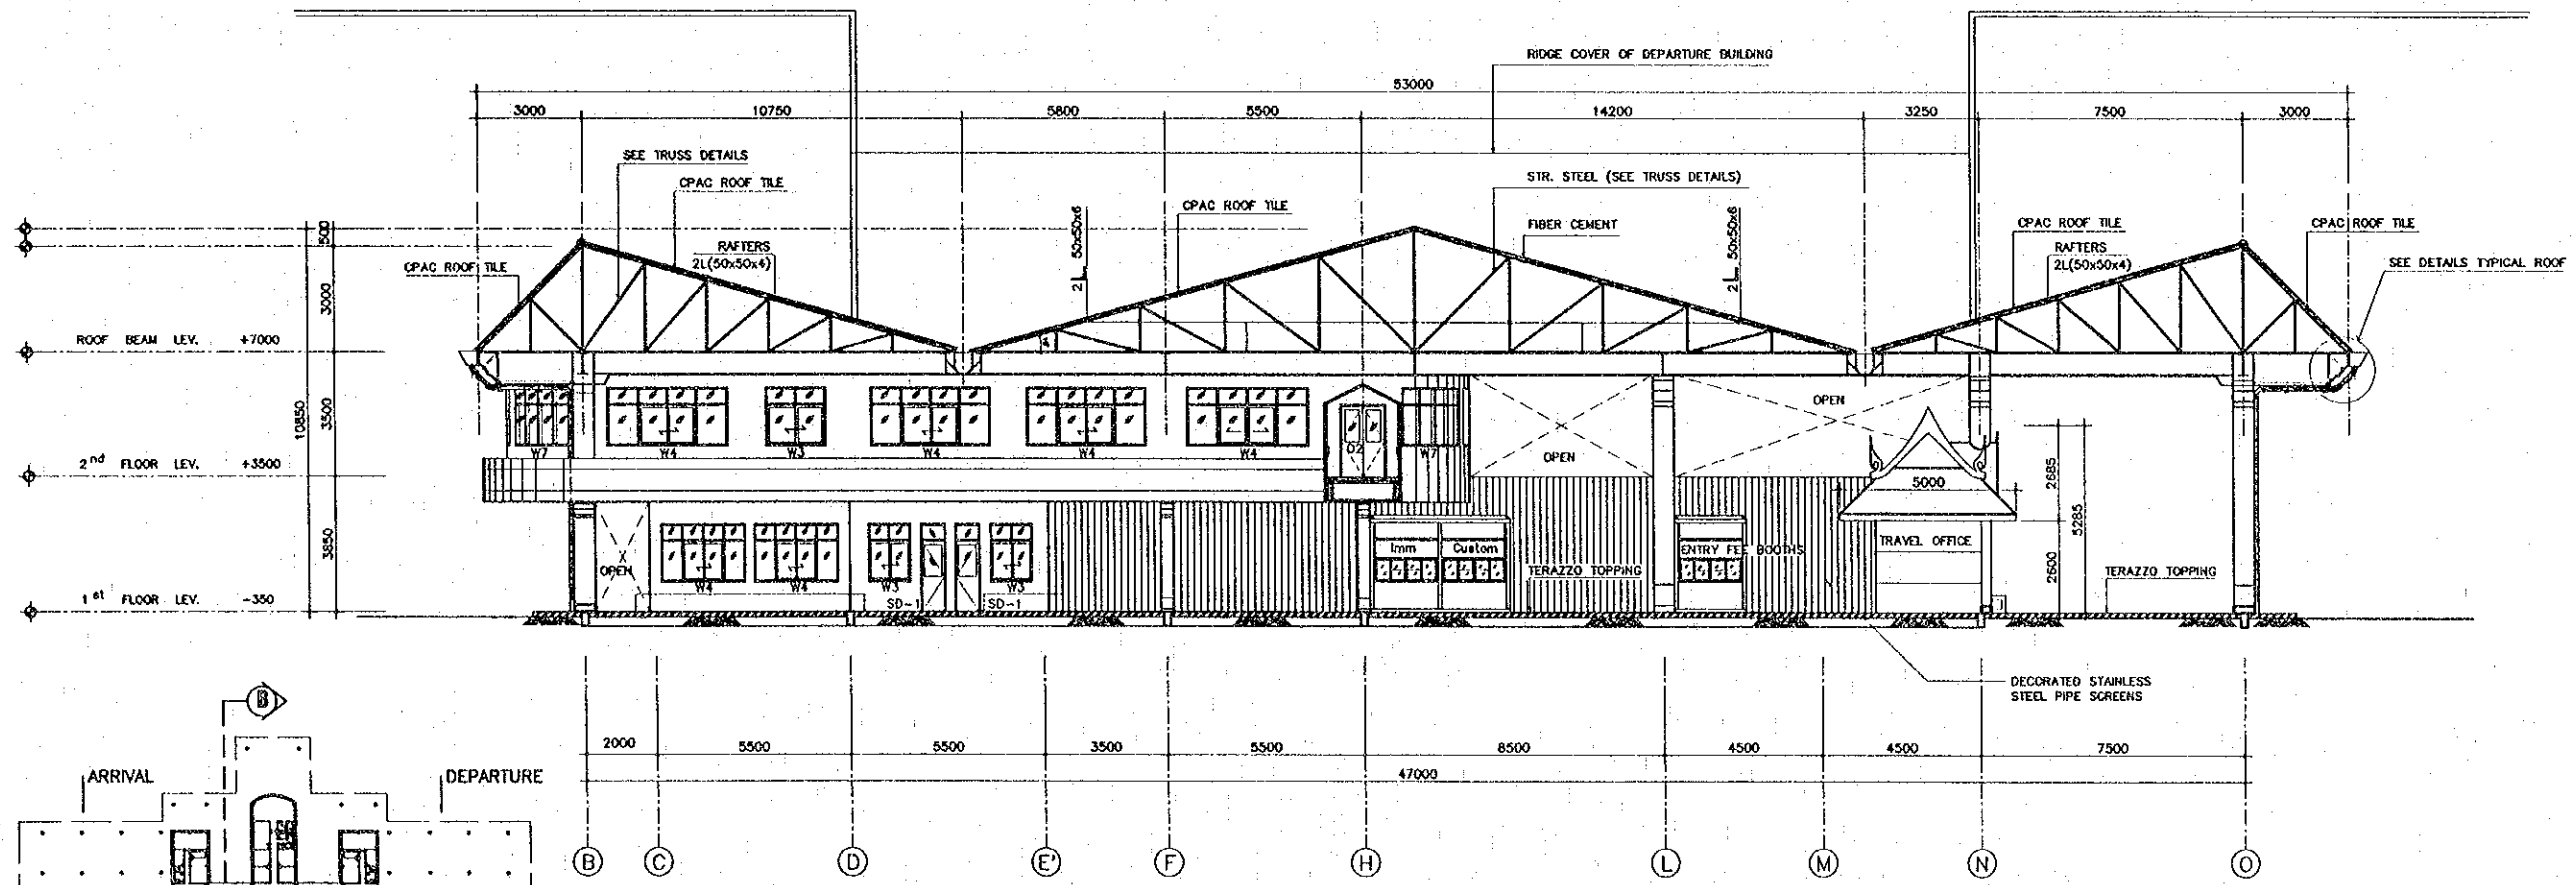 RIDGE COVER OF DEPARTURE BUILDING
53000
3000 10750 5800 5500 14200 3250 7500 3000
SEE TRUSS DETAILS
CPAC ROOF TILE
STR. STEEL (SEE TRUSS DETAILS)
CPAC ROOF TILE
2L 50x50x6
2L 50x50x6
FIBER CEMENT
CPAC ROOF TILE
CPAC ROOF TILE
RAFTERS
2L(50x50x4)
RAFTERS
2L(50x50x4)
CPAC ROOF TILE
SEE DETAILS TYPICAL ROOF
500
3000
3500
3850
10850
ROOF BEAM LEV. +7000
2nd FLOOR LEV. +3500
1st FLOOR LEV. -350
W7 W4 W3 W4 W4 W4 D2 W7
OPEN
OPEN
5000
2685
5285
2600
OPEN
W4 W4 W3 W3
SD-1 SD-1
Imm Custom
ENTRY FEE BOOTHS
TRAVEL OFFICE
TERAZZO TOPPING
TERAZZO TOPPING
DECORATED STAINLESS
STEEL PIPE SCREENS
2000 5500 5500 3500 5500 8500 4500 4500 7500
47000
B C D E' F H L M N O
B
ARRIVAL DEPARTURE